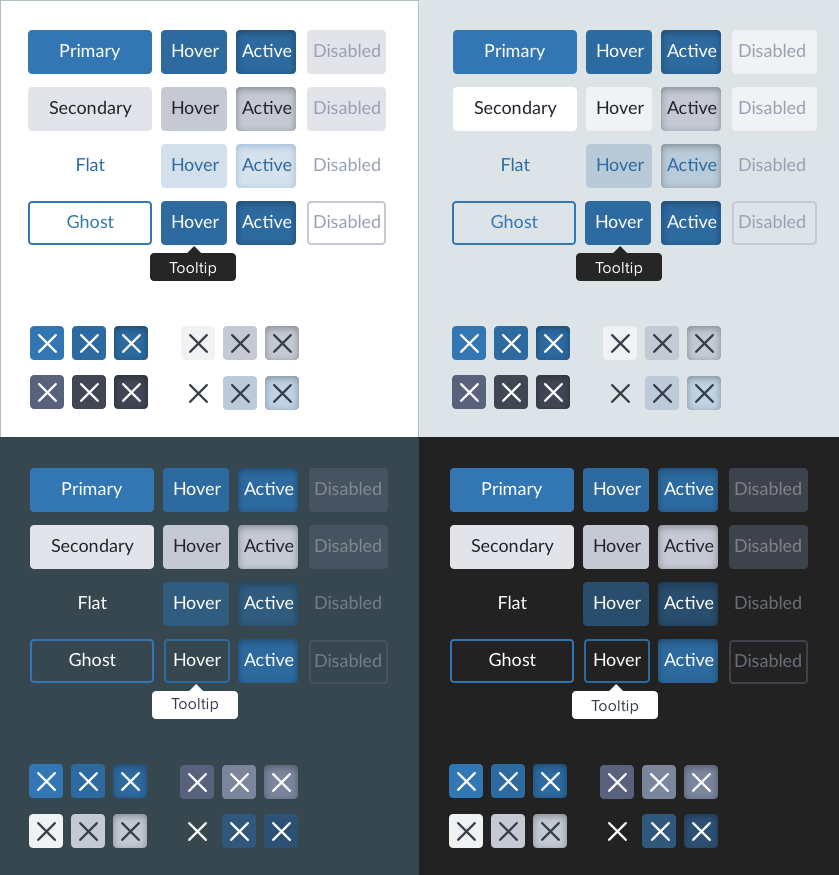 Primary Hover Active Disabled
Secondary Hover Active Disabled
Flat Hover Active Disabled
Ghost Hover Active Disabled
Tooltip
Primary Hover Active Disabled
Secondary Hover Active Disabled
Flat Hover Active Disabled
Ghost Hover Active Disabled
Tooltip
Primary Hover Active Disabled
Secondary Hover Active Disabled
Flat Hover Active Disabled
Ghost Hover Active Disabled
Tooltip
Primary Hover Active Disabled
Secondary Hover Active Disabled
Flat Hover Active Disabled
Ghost Hover Active Disabled
Tooltip